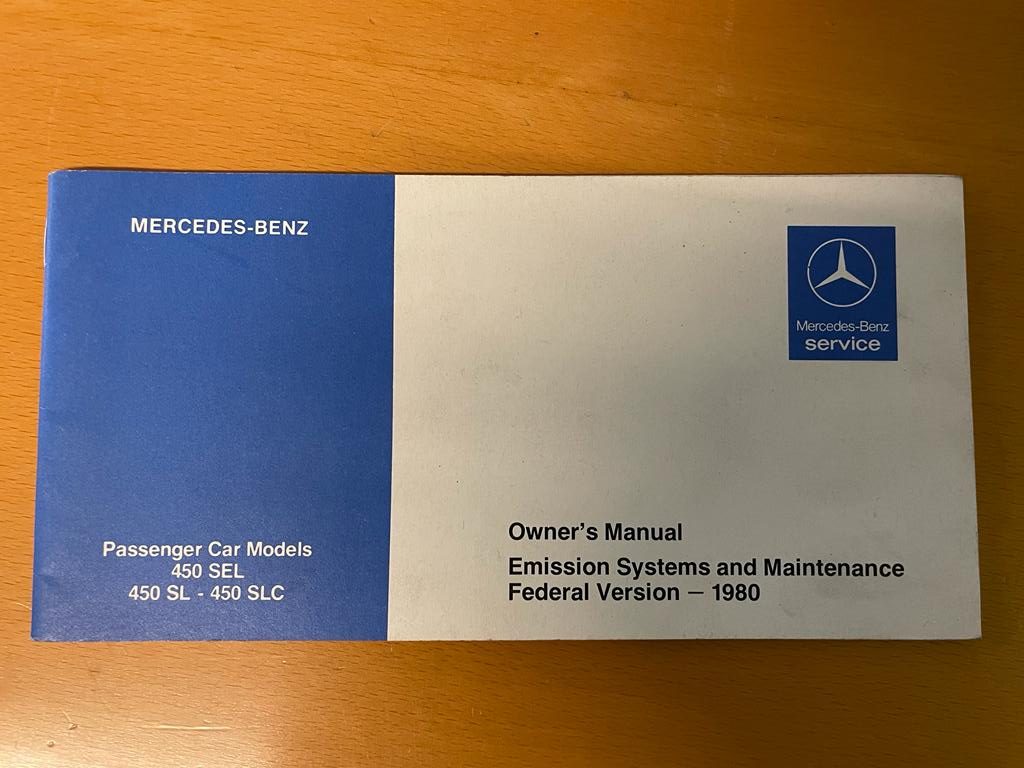 MERCEDES-BENZ
Mercedes-Benz
service
Passenger Car Models
450 SEL
450 SL - 450 SLC
Owner's Manual
Emission Systems and Maintenance
Federal Version – 1980